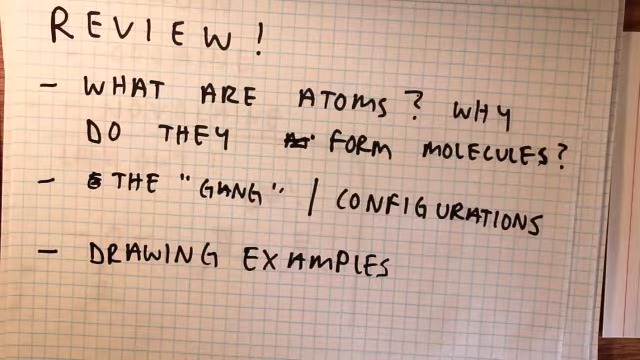 REVIEW!
- WHAT ARE ATOMS? WHY
DO THEY FORM MOLECULES?
- THE "GANG" / CONFIGURATIONS
- DRAWING EXAMPLES